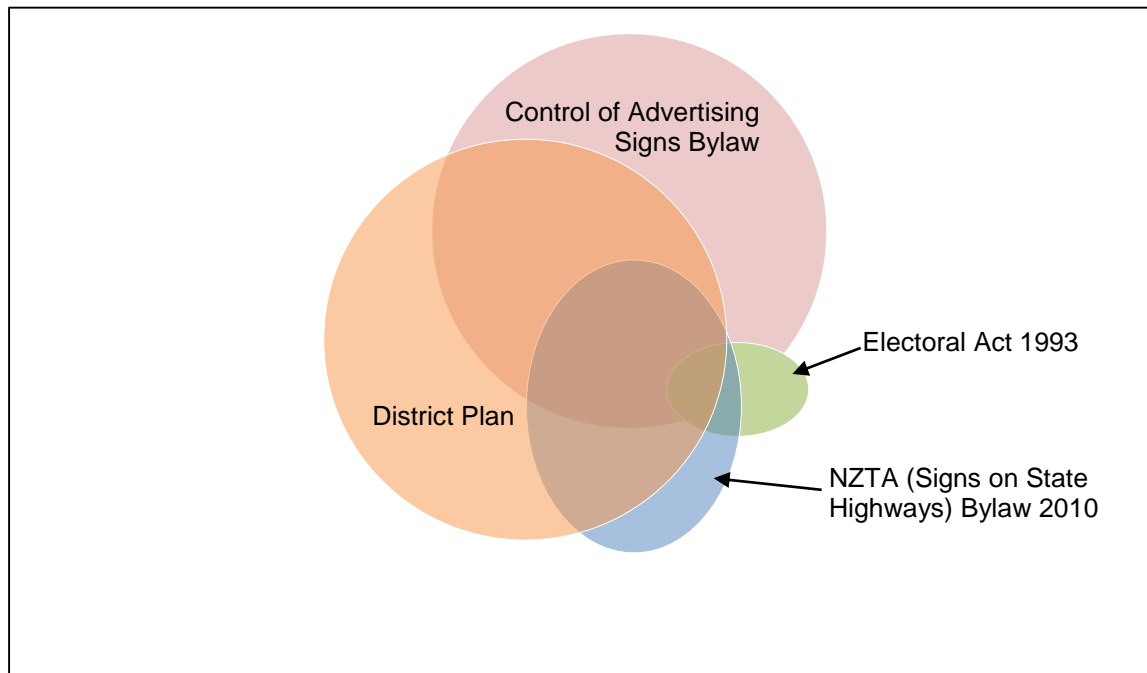 Control of Advertising
Signs Bylaw
Electoral Act 1993
District Plan
NZTA (Signs on State
Highways) Bylaw 2010